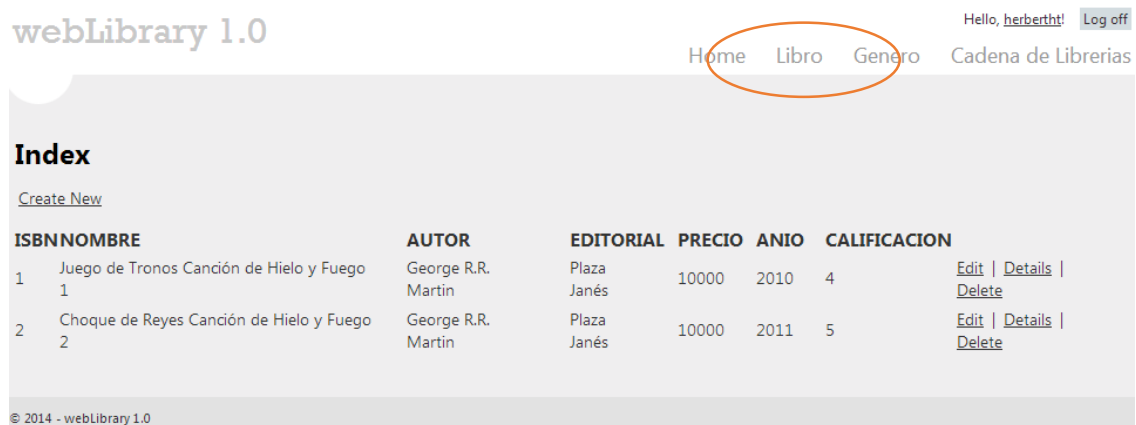 webLibrary 1.0
Hello, herbertht! Log off
Home Libro Genero Cadena de Librerias
Index
Create New
ISBN NOMBRE AUTOR EDITORIAL PRECIO ANIO CALIFICACION
1 Juego de Tronos Canción de Hielo y Fuego 1 George R.R. Martin Plaza Janés 10000 2010 4 Edit | Details | Delete
2 Choque de Reyes Canción de Hielo y Fuego 2 George R.R. Martin Plaza Janés 10000 2011 5 Edit | Details | Delete
© 2014 - webLibrary 1.0